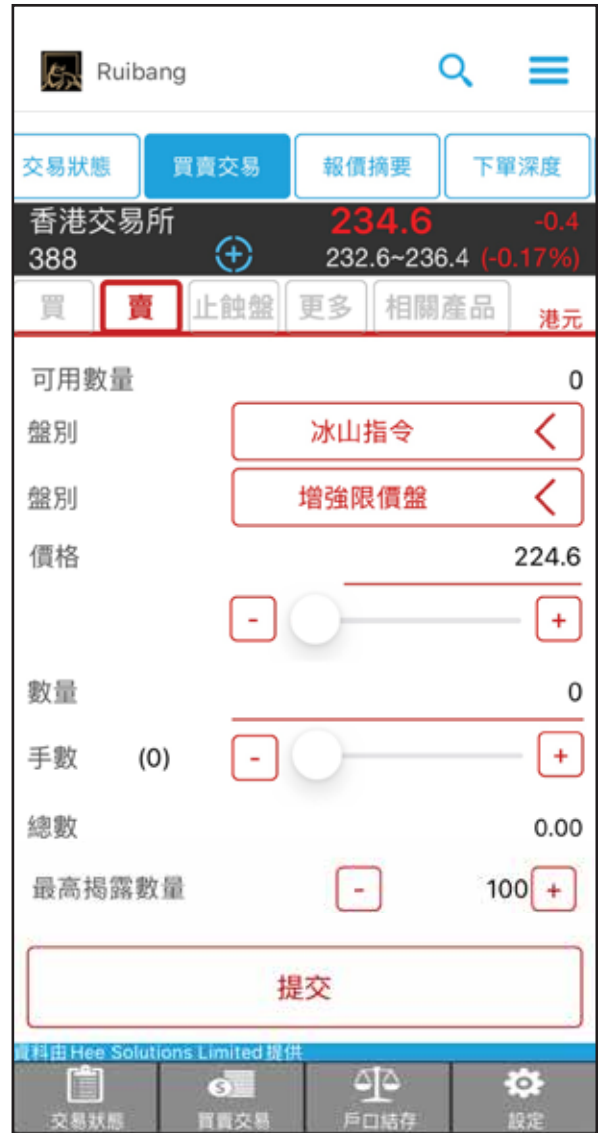 Ruibang
交易狀態 買賣交易 報價摘要 下單深度
香港交易所 234.6 -0.4
388 232.6~236.4 (-0.17%)
買 賣 止蝕盤 更多 相關產品 港元
可用數量 0
盤別 冰山指令
盤別 增強限價盤
價格 224.6
- +
數量 0
手數 (0) - +
總數 0.00
最高揭露數量 - 100 +
提交
資料由 Hee Solutions Limited 提供
交易狀態 買賣交易 戶口結存 設定